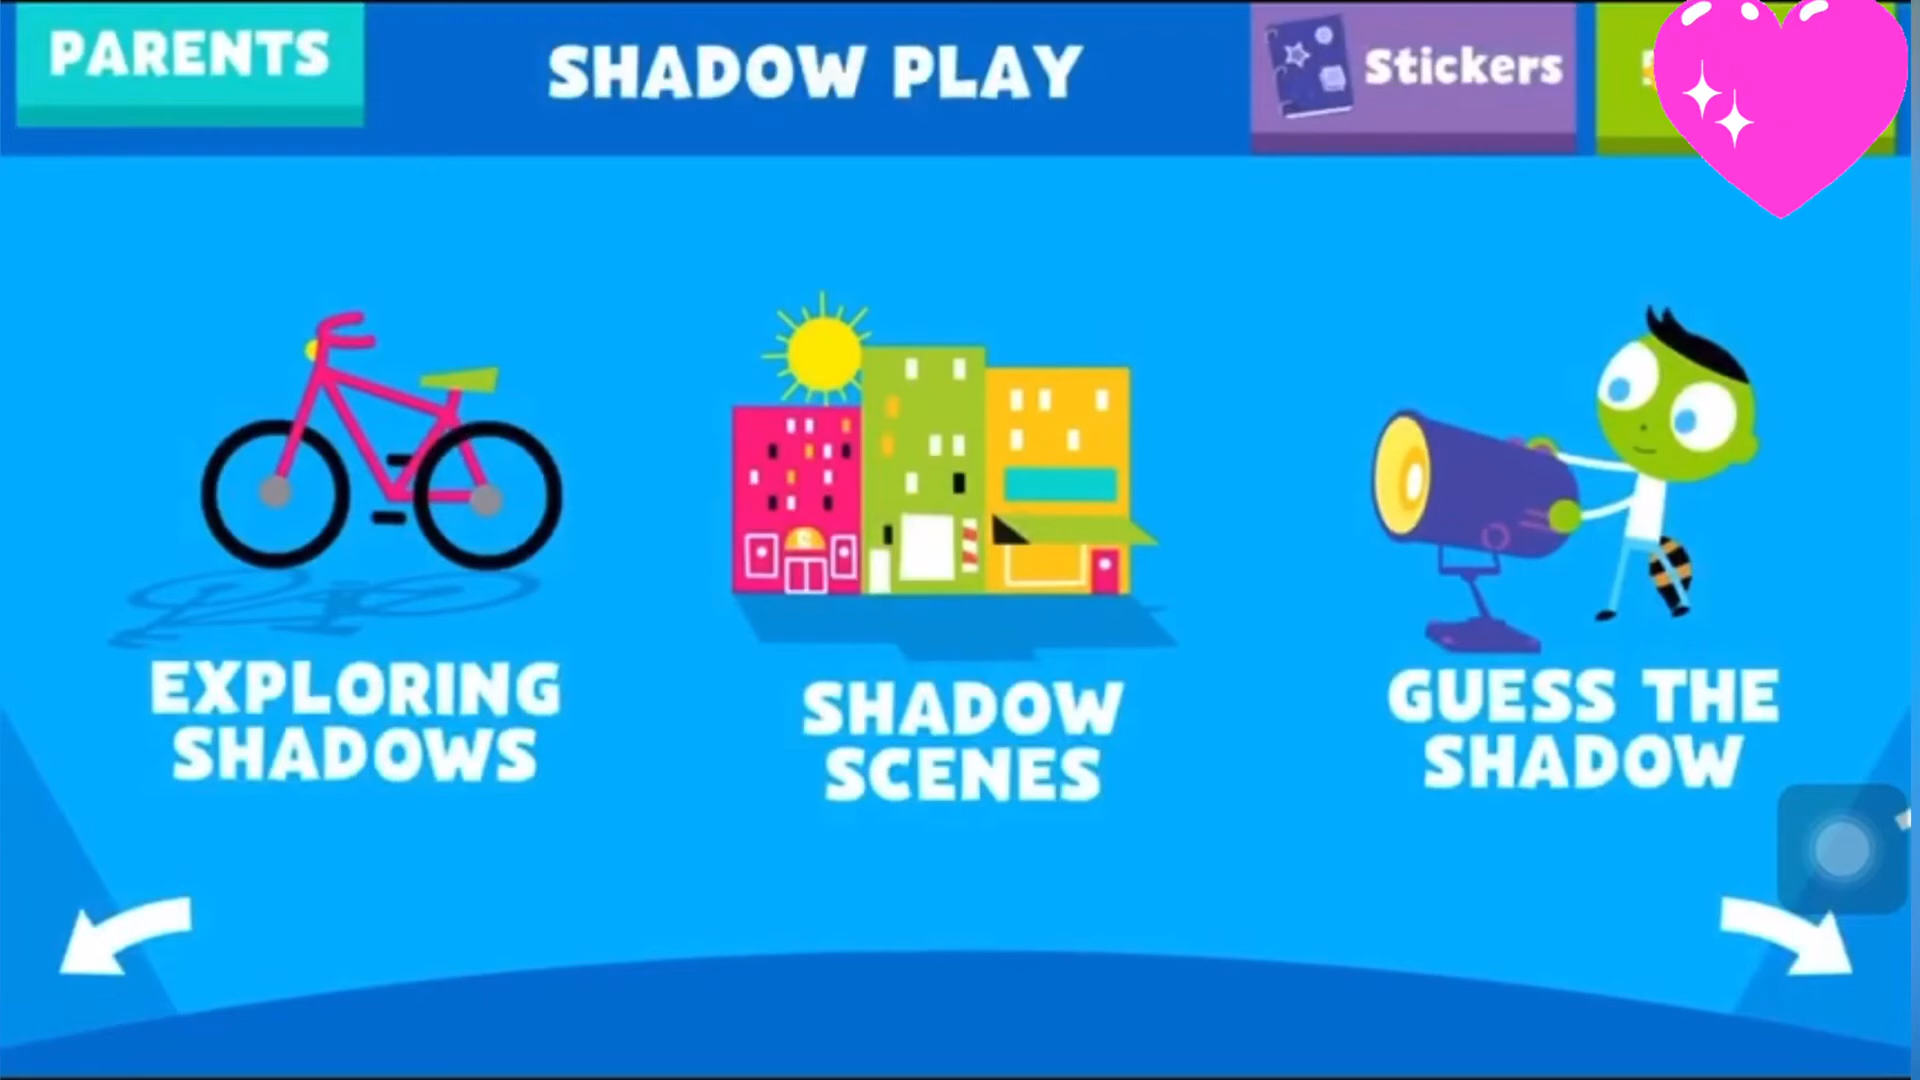 PARENTS
SHADOW PLAY
Stickers
EXPLORING
SHADOWS
SHADOW
SCENES
GUESS THE
SHADOW